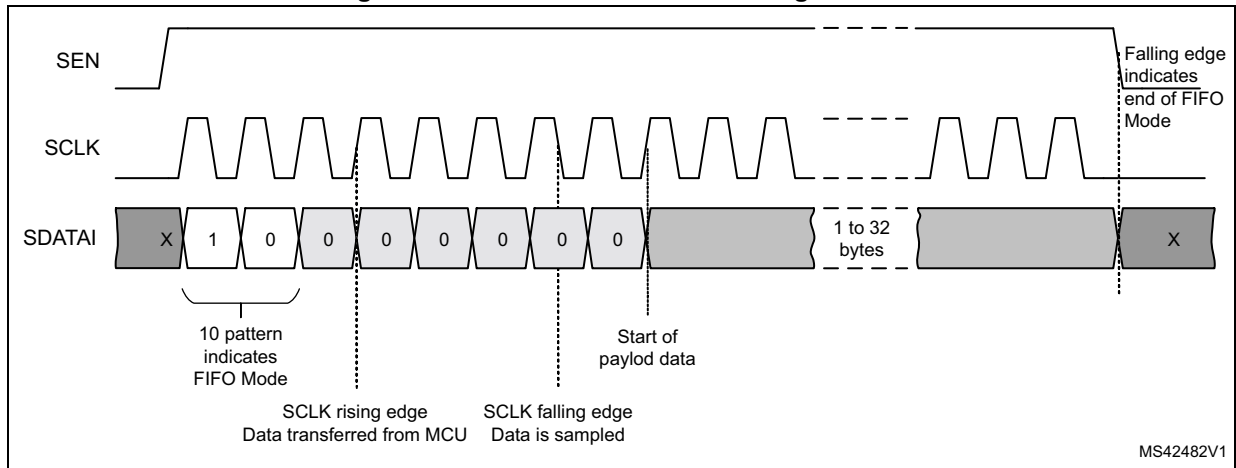 SEN
Falling edge
indicates
end of FIFO
Mode
SCLK
SDATAI
X
1
0
0
0
0
0
0
0
1 to 32
bytes
X
10 pattern
indicates
FIFO Mode
Start of
paylod data
SCLK rising edge
Data transferred from MCU
SCLK falling edge
Data is sampled
MS42482V1